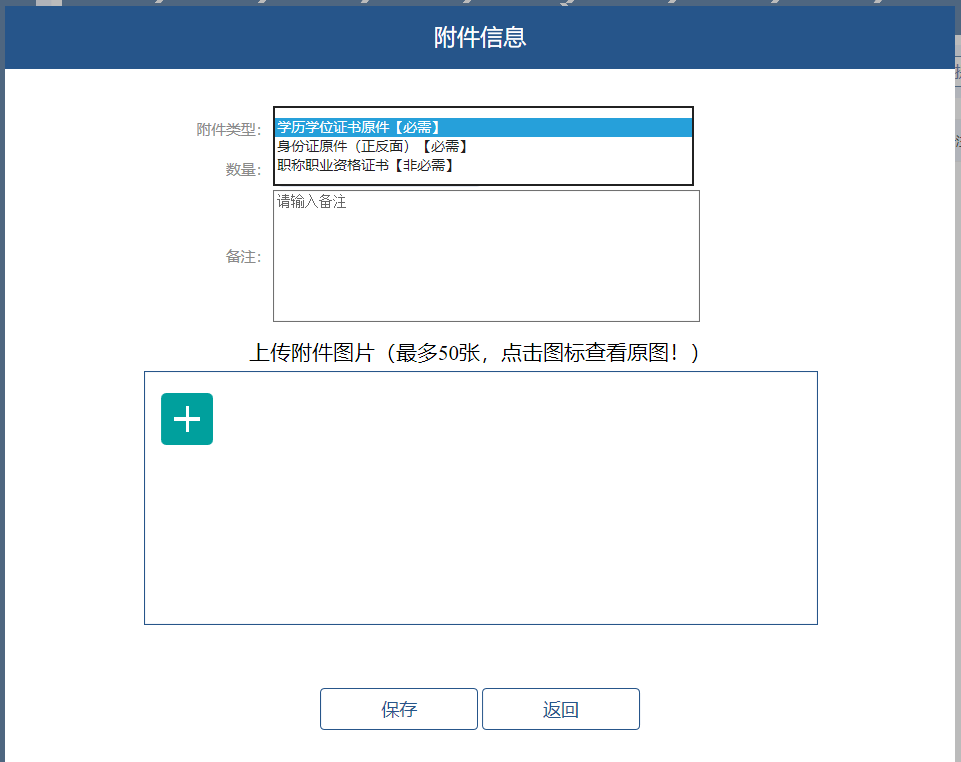 附件信息
附件类型：
学历学位证书原件【必需】
身份证原件（正反面）【必需】
数量：
职称职业资格证书【非必需】
请输入备注
备注：
上传附件图片（最多50张，点击图标查看原图！）
保存
返回